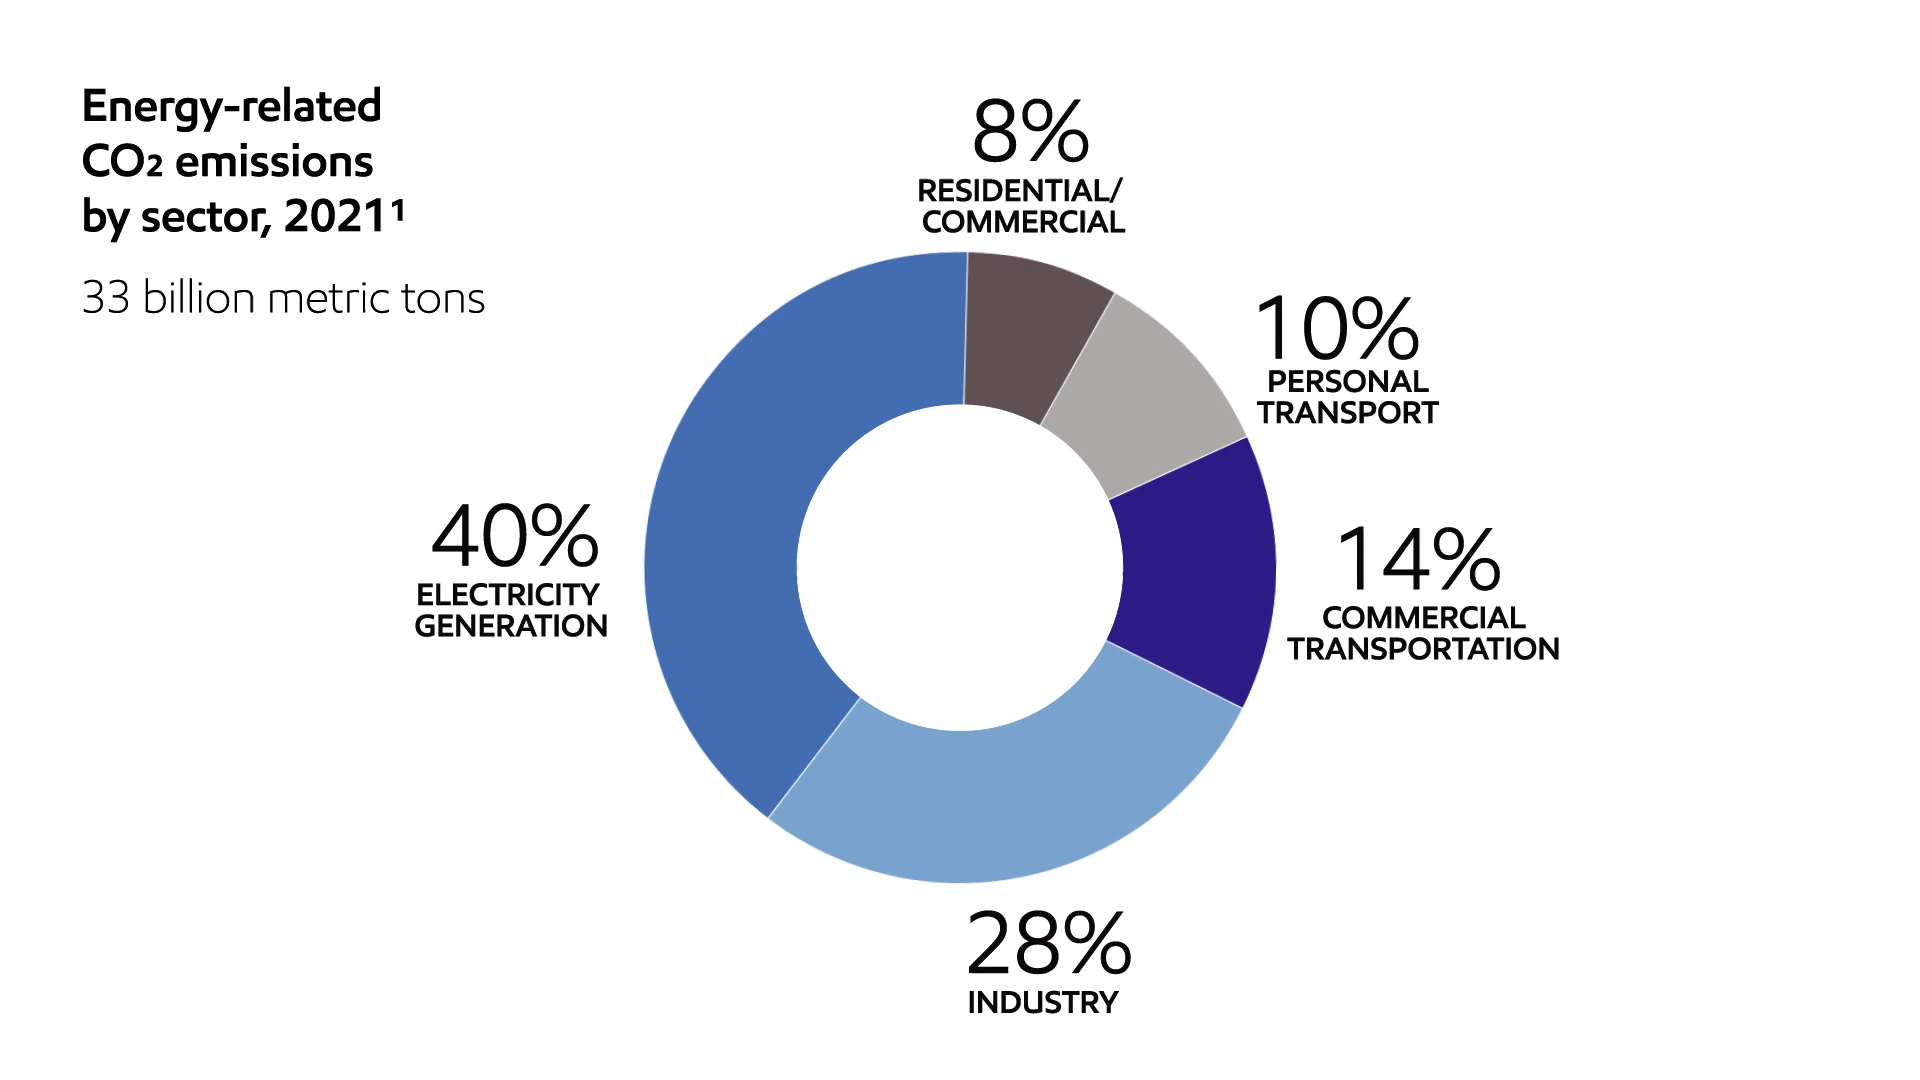 Energy-related
CO2 emissions
by sector, 2021¹
33 billion metric tons
8%
RESIDENTIAL/
COMMERCIAL
10%
PERSONAL
TRANSPORT
14%
COMMERCIAL
TRANSPORTATION
40%
ELECTRICITY
GENERATION
28%
INDUSTRY